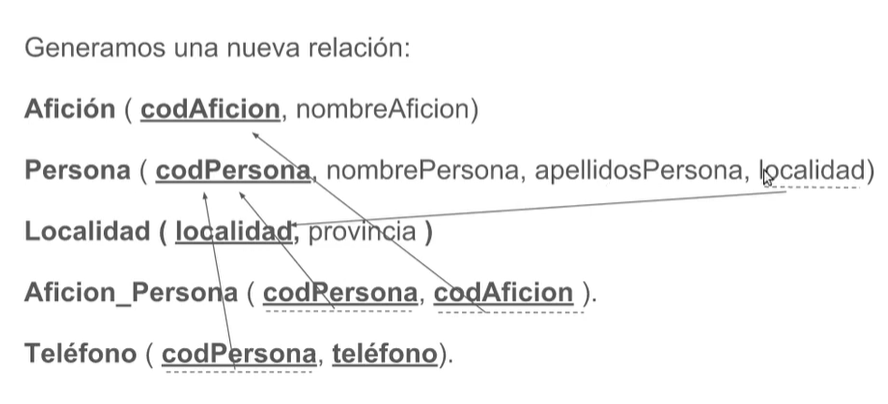 Generamos una nueva relación:
Afición ( codAficion, nombreAficion)
Persona ( codPersona, nombrePersona, apellidosPersona, localidad)
Localidad ( localidad, provincia )
Aficion_Persona ( codPersona, codAficion ).
Teléfono ( codPersona, teléfono).